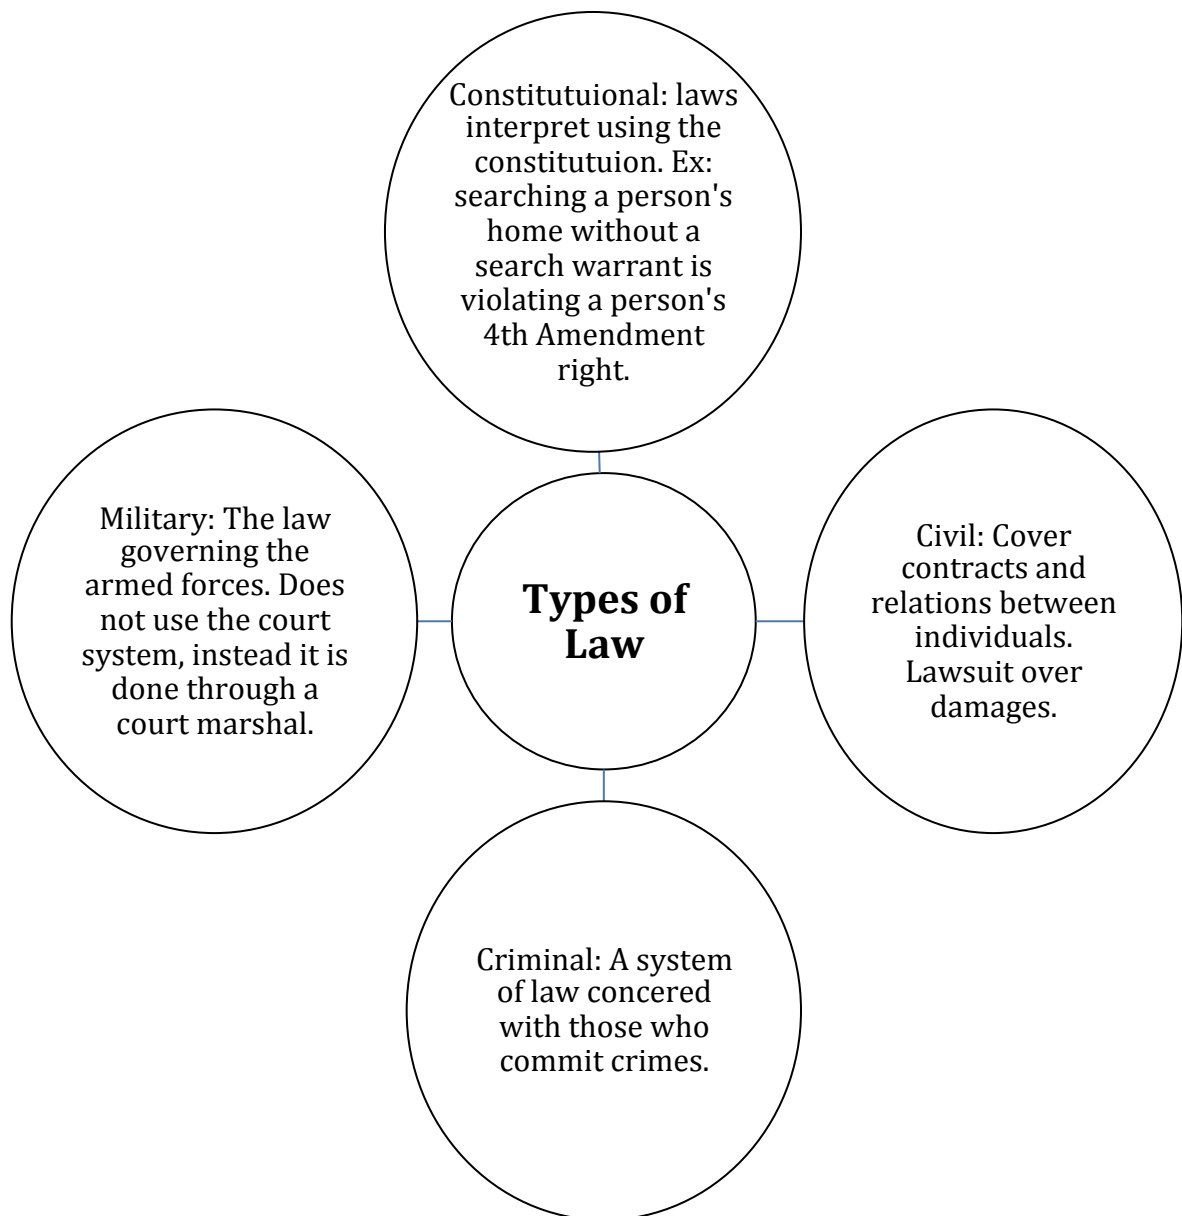 Constitutuional: laws
interpret using the
constitutuion. Ex:
searching a person's
home without a
search warrant is
violating a person's
4th Amendment
right.
Military: The law
governing the
armed forces. Does
not use the court
system, instead it is
done through a
court marshal.
Types of
Law
Civil: Cover
contracts and
relations between
individuals.
Lawsuit over
damages.
Criminal: A system
of law concered
with those who
commit crimes.